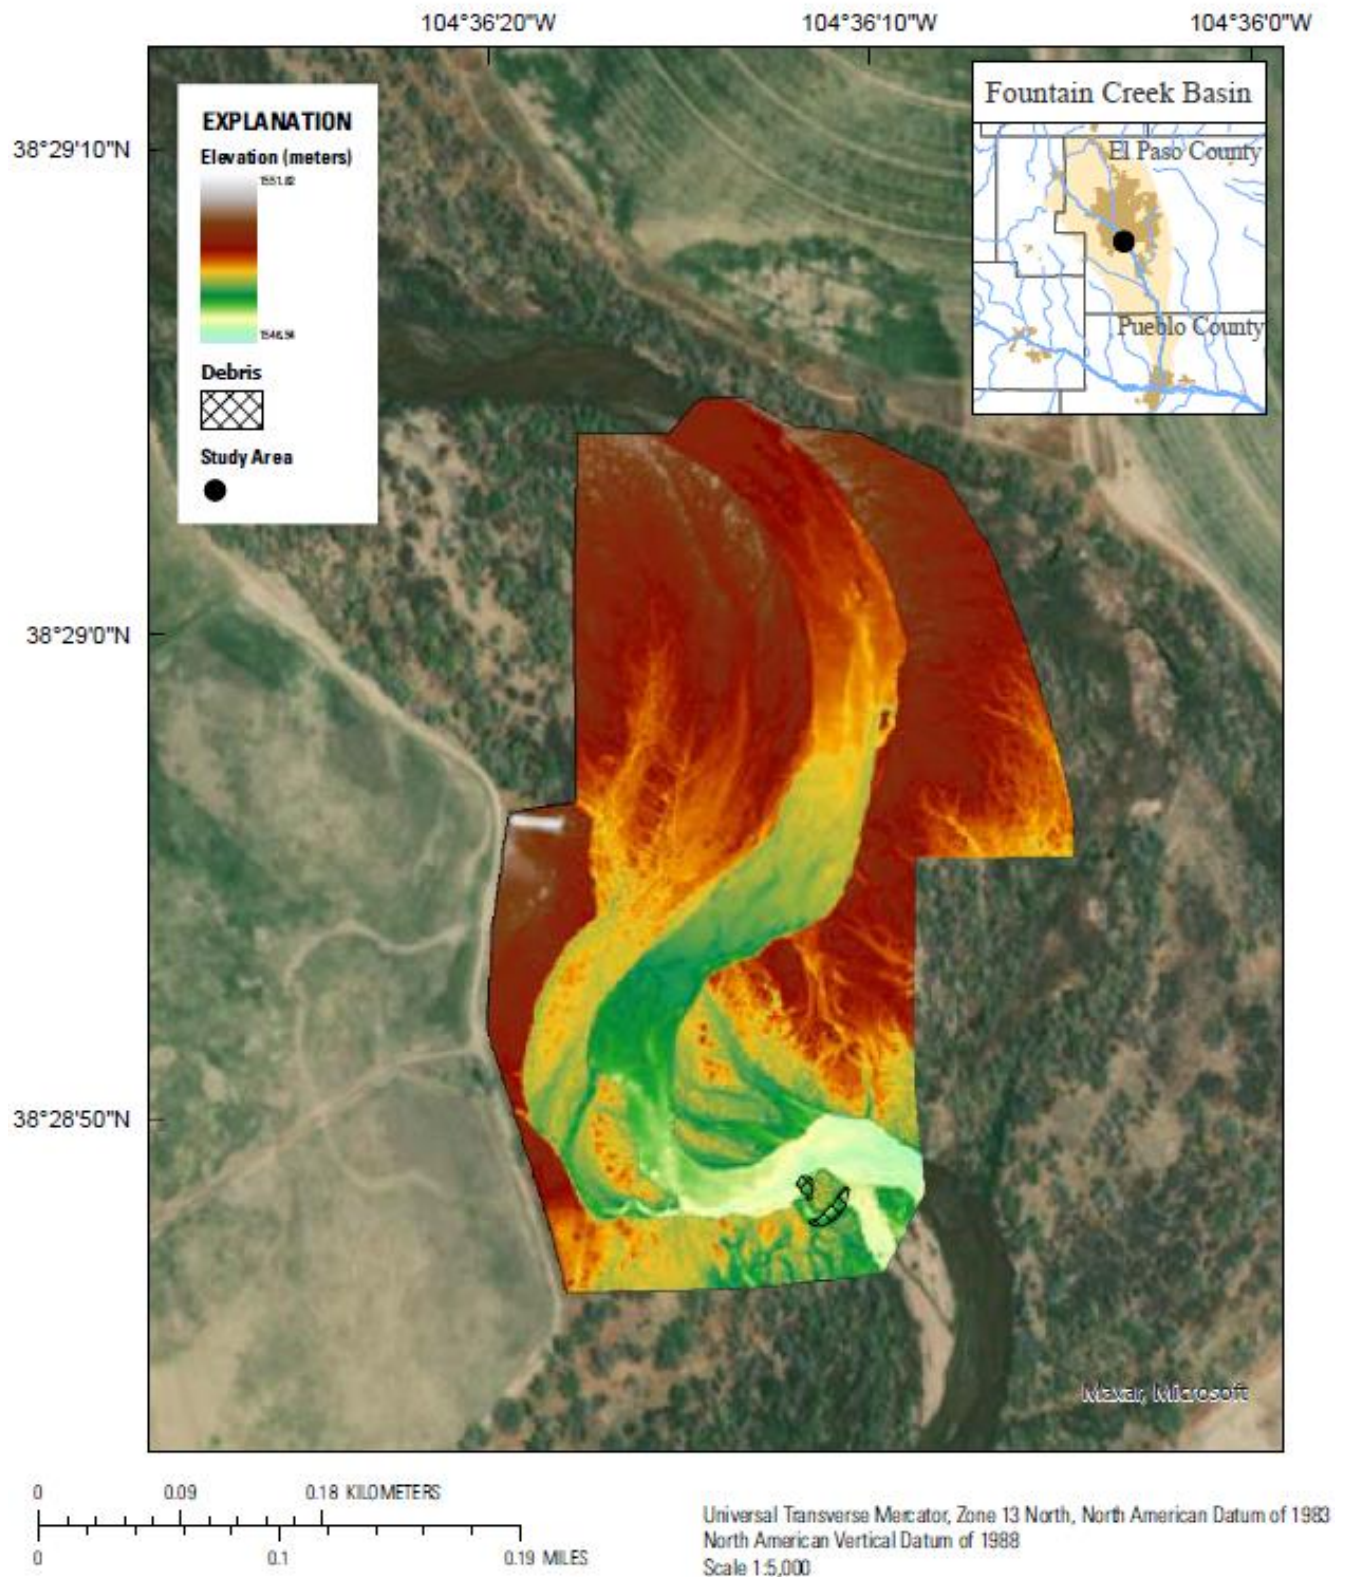 104°36'20"W
104°36'10"W
104°36'0"W
38°29'10"N
38°29'0"N
38°28'50"N
EXPLANATION
Elevation (meters)
1551.82
Debris
Study Area
Fountain Creek Basin
El Paso County
Pueblo County
Maxar, Microsoft
0 0.09 0.18 KILOMETERS
0 0.1 0.19 MILES
Universal Transverse Mercator, Zone 13 North, North American Datum of 1983
North American Vertical Datum of 1988
Scale 1:5,000